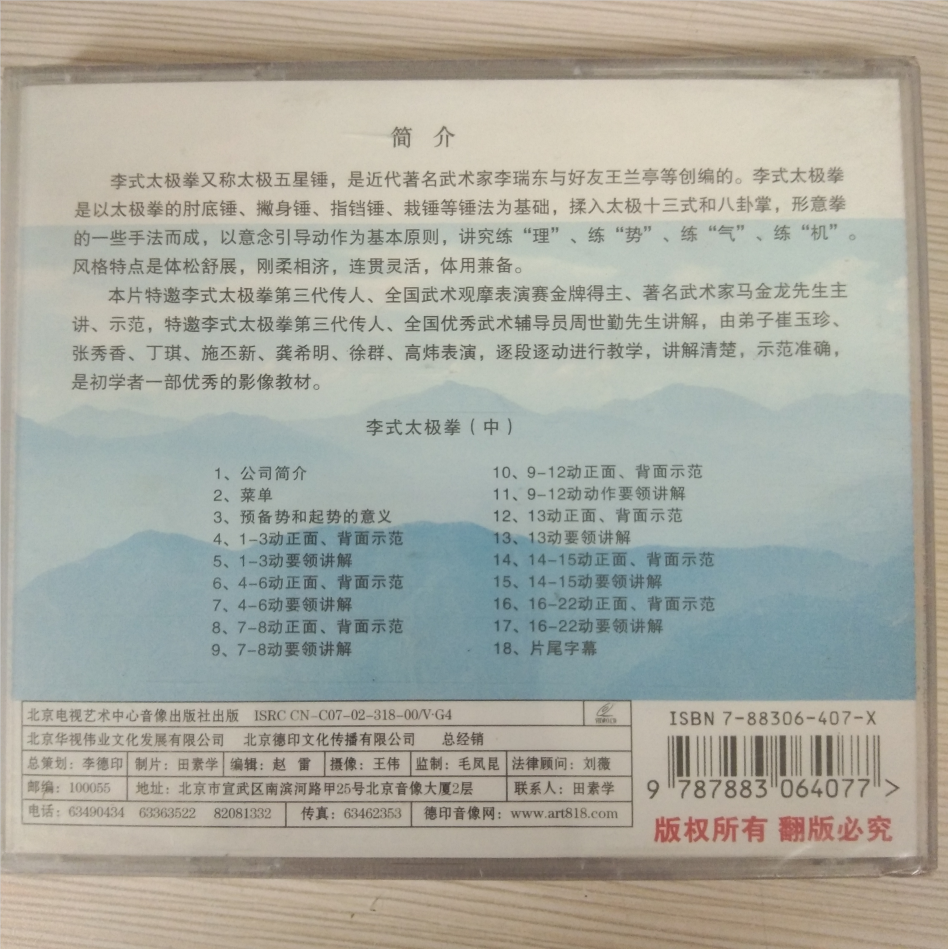 简 介
李式太极拳又称太极五星锤，是近代著名武术家李瑞东与好友王兰亭等创编的。李式太极拳
是以太极拳的肘底锤、撇身锤、指铛锤、栽锤等锤法为基础，揉入太极十三式和八卦掌，形意拳
的一些手法而成，以意念引导动作为基本原则，讲究练“理”、练“势”、练“气”、练“机”。
风格特点是体松舒展，刚柔相济，连贯灵活，体用兼备。
本片特邀李式太极拳第三代传人、全国武术观摩表演赛金牌得主、著名武术家马金龙先生主
讲、示范，特邀李式太极拳第三代传人、全国优秀武术辅导员周世勤先生讲解，由弟子崔玉珍、
张秀香、丁琪、施丕新、龚希明、徐群、高炜表演，逐段逐动进行教学，讲解清楚，示范准确，
是初学者一部优秀的影像教材。
李式太极拳（中）
1、公司简介
2、菜单
3、预备势和起势的意义
4、1-3动正面、背面示范
5、1-3动要领讲解
6、4-6动正面、背面示范
7、4-6动要领讲解
8、7-8动正面、背面示范
9、7-8动要领讲解
10、9-12动正面、背面示范
11、9-12动动作要领讲解
12、13动正面、背面示范
13、13动要领讲解
14、14-15动正面、背面示范
15、14-15动要领讲解
16、16-22动正面、背面示范
17、16-22动要领讲解
18、片尾字幕
北京电视艺术中心音像出版社出版 ISRC CN-C07-02-318-00/V·G4
北京华视伟业文化发展有限公司 北京德印文化传播有限公司 总经销
总策划：李德印 制片：田素学 编辑：赵 雷 摄像：王伟 监制：毛凤昆 法律顾问：刘薇
邮编：100055 地址：北京市宣武区南滨河路甲25号北京音像大厦2层 联系人：田素学
电话：63490434 63363522 82081332 传真：63462353 德印音像网：www.art818.com
ISBN 7-88306-407-X
9 787883 064077 >
版权所有 翻版必究